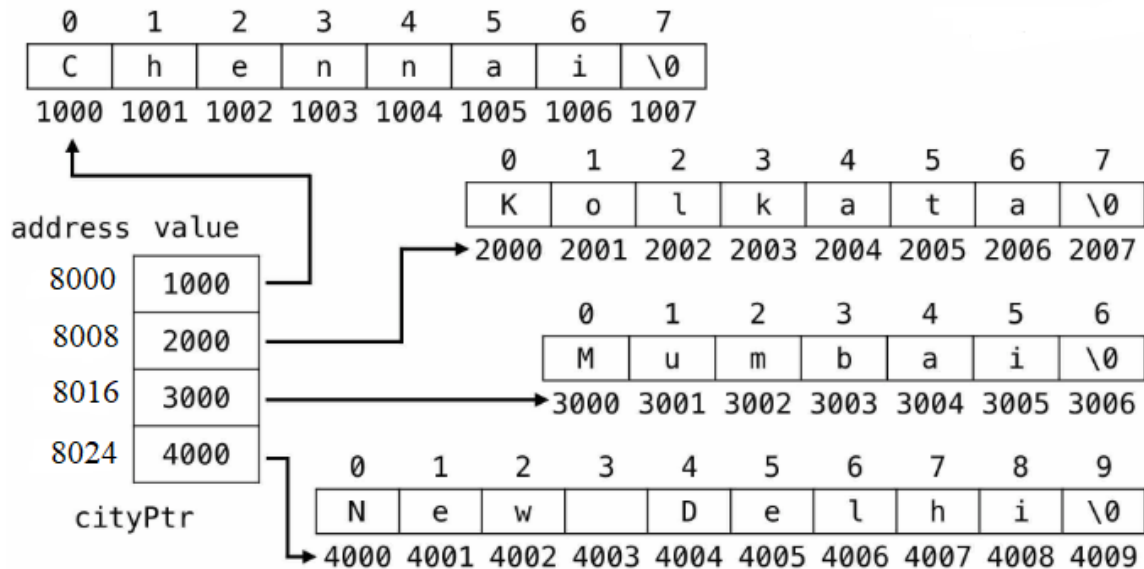 0 1 2 3 4 5 6 7
C h e n n a i \0
1000 1001 1002 1003 1004 1005 1006 1007
0 1 2 3 4 5 6 7
K o l k a t a \0
2000 2001 2002 2003 2004 2005 2006 2007
address value
8000 1000
8008 2000
8016 3000
8024 4000
cityPtr
0 1 2 3 4 5 6
M u m b a i \0
3000 3001 3002 3003 3004 3005 3006
0 1 2 3 4 5 6 7 8 9
N e w D e l h i \0
4000 4001 4002 4003 4004 4005 4006 4007 4008 4009